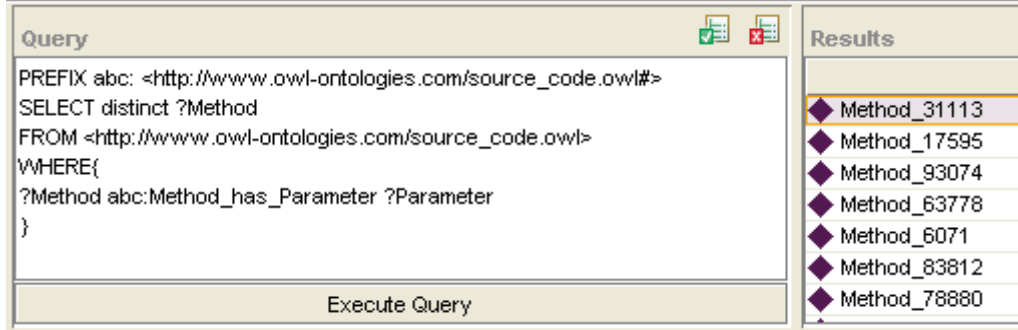 Query
PREFIX abc: <http://www.owl-ontologies.com/source_code.owl#>
SELECT distinct ?Method
FROM <http://www.owl-ontologies.com/source_code.owl>
WHERE{
?Method abc:Method_has_Parameter ?Parameter
}
Execute Query
Results
Method_31113
Method_17595
Method_93074
Method_63778
Method_6071
Method_83812
Method_78880